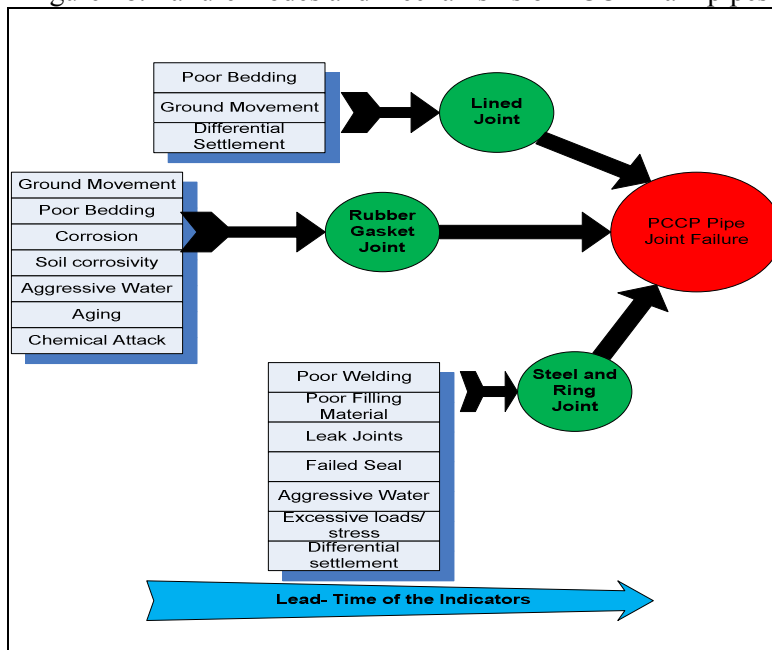 Poor Bedding
Ground Movement
Differential
Settlement
Lined
Joint
Ground Movement
Poor Bedding
Corrosion
Soil corrosivity
Aggressive Water
Aging
Chemical Attack
Rubber
Gasket
Joint
PCCP Pipe
Joint Failure
Poor Welding
Poor Filling
Material
Leak Joints
Failed Seal
Aggressive Water
Excessive loads/
stress
Differential
settlement
Steel and
Ring
Joint
Lead- Time of the Indicators